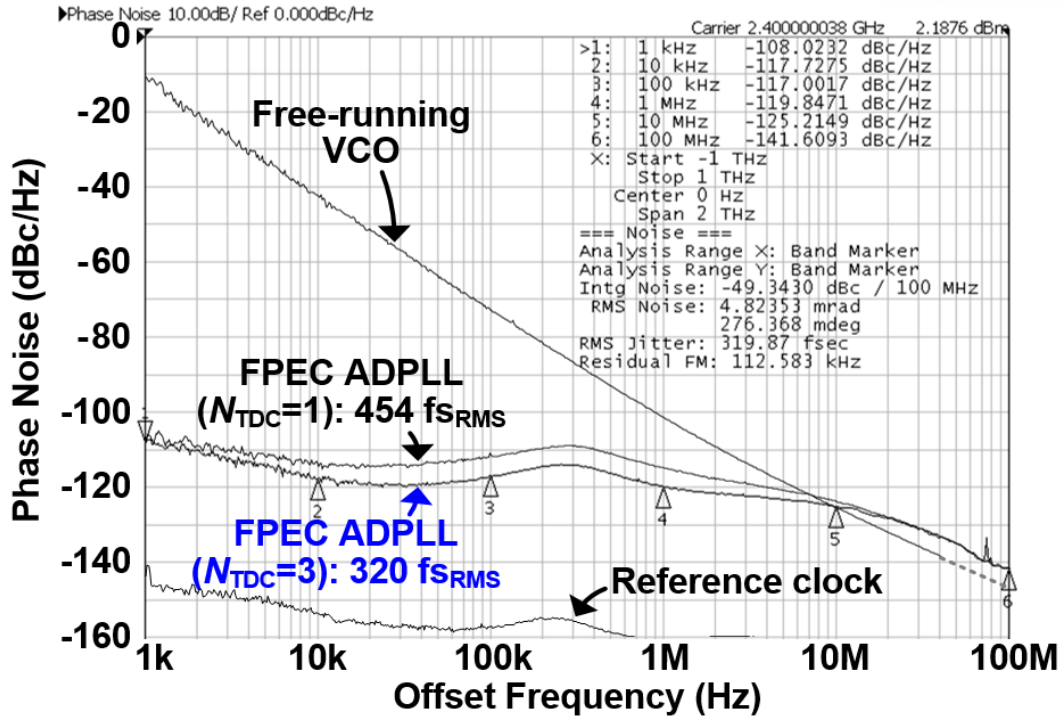 Phase Noise 10.00dB/ Ref 0.000dBc/Hz
Carrier 2.400000038 GHz 2.1876 dBm
>1: 1 kHz -108.0232 dBc/Hz
2: 10 kHz -117.7275 dBc/Hz
3: 100 kHz -117.0017 dBc/Hz
4: 1 MHz -119.8471 dBc/Hz
5: 10 MHz -125.2149 dBc/Hz
6: 100 MHz -141.6093 dBc/Hz
X: Start -1 THz
Stop 1 THz
Center 0 Hz
Span 2 THz
=== Noise ===
Analysis Range X: Band Marker
Analysis Range Y: Band Marker
Intg Noise: -49.3430 dBc / 100 MHz
RMS Noise: 4.82353 mrad
276.368 mdeg
RMS Jitter: 319.87 fsec
Residual FM: 112.583 kHz
Phase Noise (dBc/Hz)
0
-20
-40
-60
-80
-100
-120
-140
-160
Free-running
VCO
FPEC ADPLL
(NTDC=1): 454 fsRMS
FPEC ADPLL
(NTDC=3): 320 fsRMS
Reference clock
1
2
3
4
5
6
1k 10k 100k 1M 10M 100M
Offset Frequency (Hz)